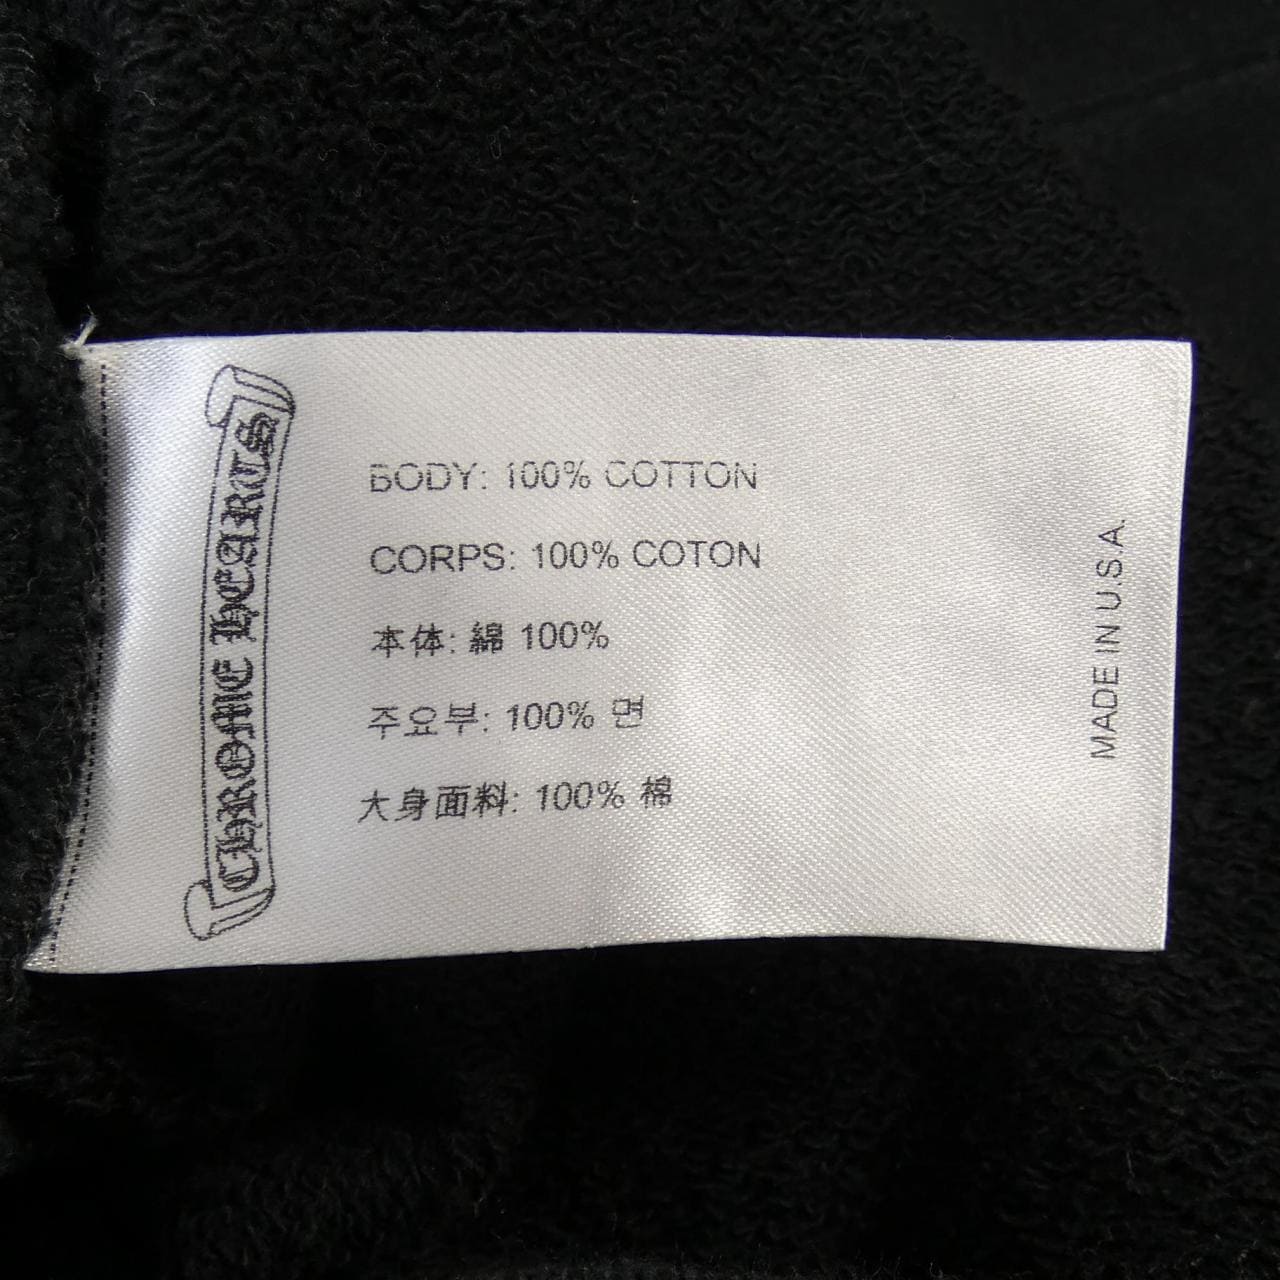 CHROME HEARTS
BODY: 100% COTTON
CORPS: 100% COTON
本体: 綿 100%
주요부: 100% 면
大身面料: 100% 棉
MADE IN U.S.A.